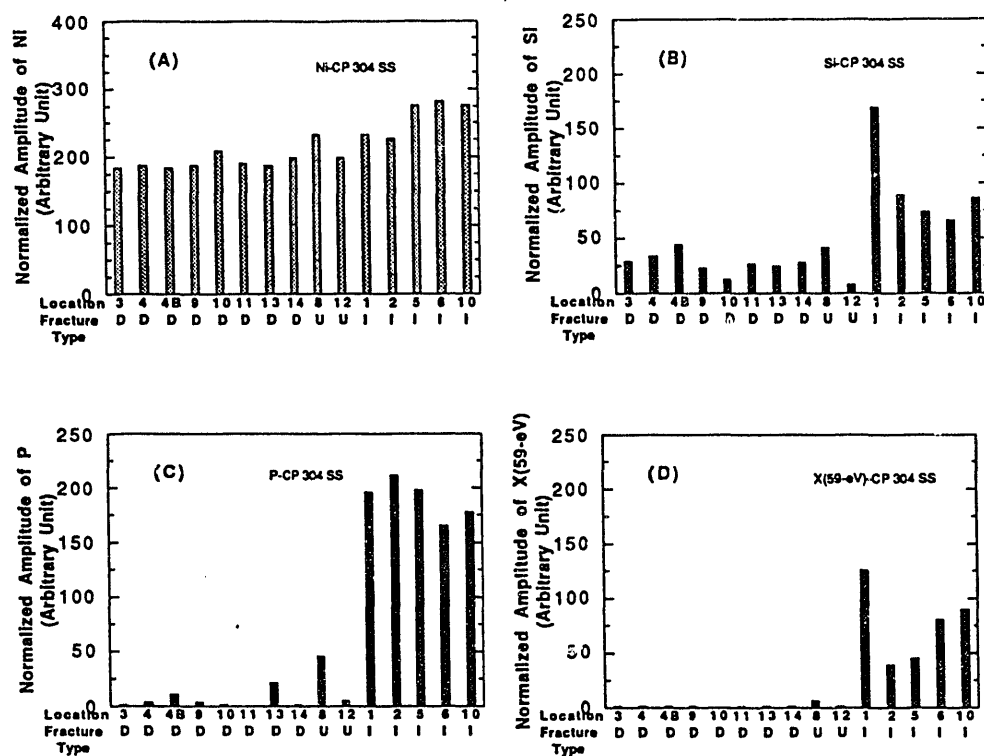 Normalized Amplitude of Ni
(Arbitrary Unit)
400
300
200
100
0
(A)
Ni-CP 304 SS
Location 3 4 4B 9 10 11 13 14 8 12 1 2 5 6 10
Fracture D D D D D D D D U U I I I I I
Type
Normalized Amplitude of Si
(Arbitrary Unit)
250
200
150
100
50
0
(B)
Si-CP 304 SS
Location 3 4 4B 9 10 11 13 14 8 12 1 2 5 6 10
Fracture D D D D D D D D U U I I I I I
Type
Normalized Amplitude of P
(Arbitrary Unit)
250
200
150
100
50
0
(C)
P-CP 304 SS
Location 3 4 4B 9 10 11 13 14 8 12 1 2 5 6 10
Fracture D D D D D D D D U U I I I I I
Type
Normalized Amplitude of X(59-eV)
(Arbitrary Unit)
250
200
150
100
50
0
(D)
X(59-eV)-CP 304 SS
Location 3 4 4B 9 10 11 13 14 8 12 1 2 5 6 10
Fracture D D D D D D D D U U I I I I I
Type